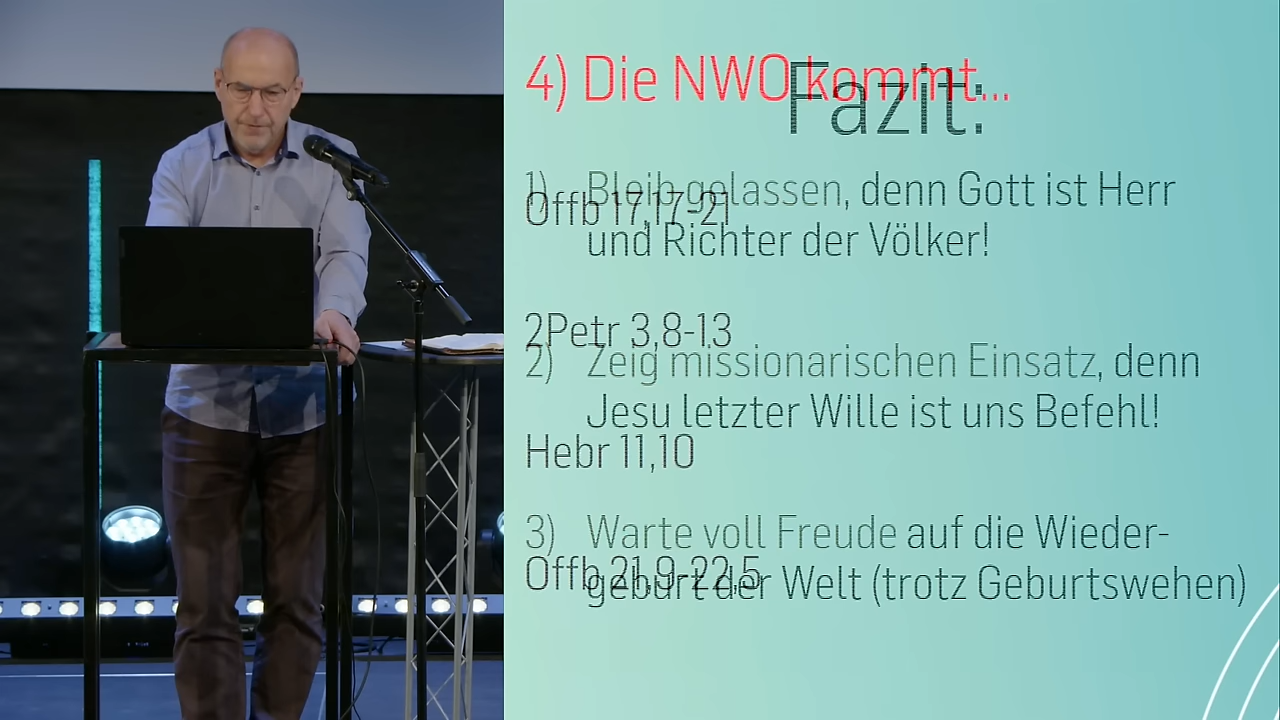 4) Die NWO kommt...
Fazit:
1) Bleib gelassen, denn Gott ist Herr
Offb 17,17-21
und Richter der Völker!
2Petr 3,8-13
2) Zeig missionarischen Einsatz, denn
Jesu letzter Wille ist uns Befehl!
Hebr 11,10
3) Warte voll Freude auf die Wieder-
Offb 21,9-22,5
geburt der Welt (trotz Geburtswehen)